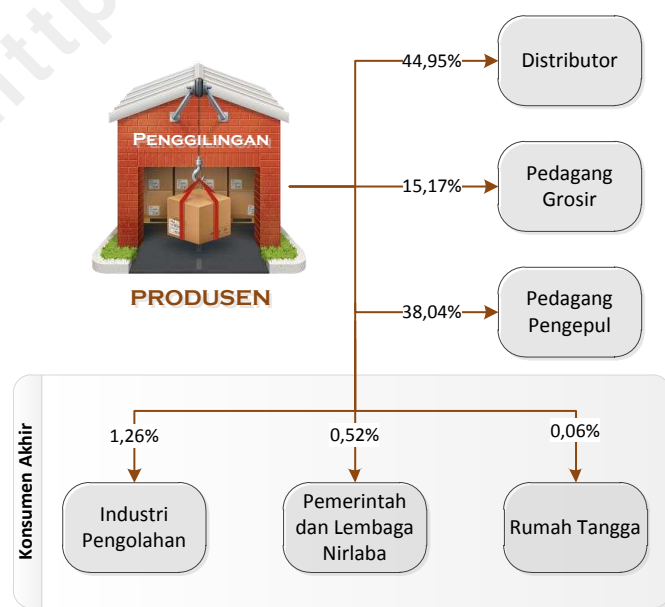 http
44,95%
Distributor
PENGGILINGAN
15,17%
Pedagang
Grosir
PRODUSEN
38,04%
Pedagang
Pengepul
Konsumen Akhir
1,26%
0,52%
0,06%
Industri
Pengolahan
Pemerintah
dan Lembaga
Nirlaba
Rumah Tangga